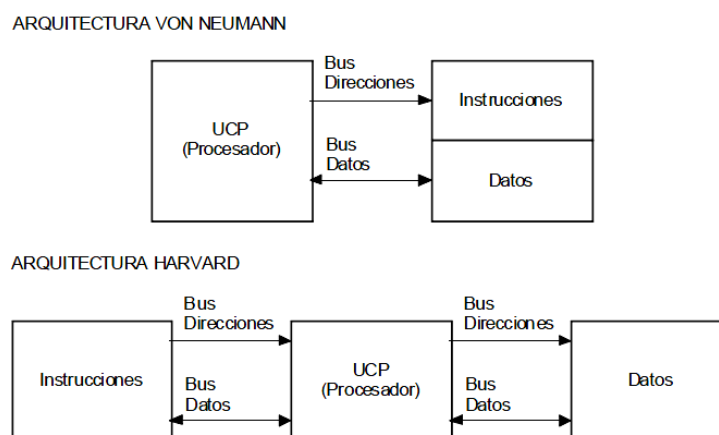 ARQUITECTURA VON NEUMANN
Bus
Direcciones
Instrucciones
UCP
(Procesador)
Bus
Datos
Datos
ARQUITECTURA HARVARD
Bus
Direcciones
Bus
Direcciones
Instrucciones
UCP
(Procesador)
Datos
Bus
Datos
Bus
Datos